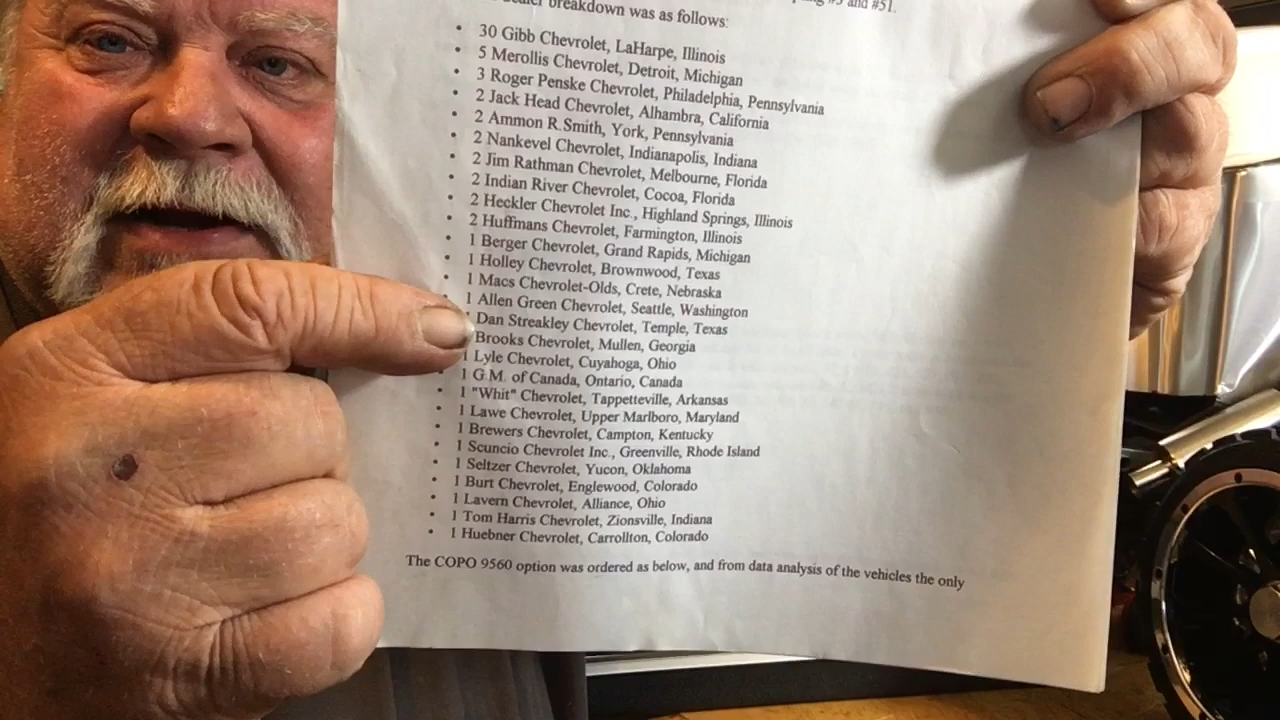 breakdown was as follows:
#5 and #51.
• 30 Gibb Chevrolet, LaHarpe, Illinois
• 5 Merollis Chevrolet, Detroit, Michigan
• 3 Roger Penske Chevrolet, Philadelphia, Pennsylvania
• 2 Jack Head Chevrolet, Alhambra, California
• 2 Ammon R.Smith, York, Pennsylvania
• 2 Nankevel Chevrolet, Indianapolis, Indiana
• 2 Jim Rathman Chevrolet, Melbourne, Florida
• 2 Indian River Chevrolet, Cocoa, Florida
• 2 Heckler Chevrolet Inc., Highland Springs, Illinois
• 2 Huffmans Chevrolet, Farmington, Illinois
• 1 Berger Chevrolet, Grand Rapids, Michigan
• 1 Holley Chevrolet, Brownwood, Texas
• 1 Macs Chevrolet-Olds, Crete, Nebraska
1 Allen Green Chevrolet, Seattle, Washington
Dan Streakley Chevrolet, Temple, Texas
Brooks Chevrolet, Mullen, Georgia
1 Lyle Chevrolet, Cuyahoga, Ohio
• 1 G.M. of Canada, Ontario, Canada
• 1 "Whit" Chevrolet, Tappetteville, Arkansas
• 1 Lawe Chevrolet, Upper Marlboro, Maryland
• 1 Brewers Chevrolet, Campton, Kentucky
• 1 Scuncio Chevrolet Inc., Greenville, Rhode Island
• 1 Seltzer Chevrolet, Yucon, Oklahoma
• 1 Burt Chevrolet, Englewood, Colorado
• 1 Lavern Chevrolet, Alliance, Ohio
• 1 Tom Harris Chevrolet, Zionsville, Indiana
• 1 Huebner Chevrolet, Carrollton, Colorado
The COPO 9560 option was ordered as below, and from data analysis of the vehicles the only